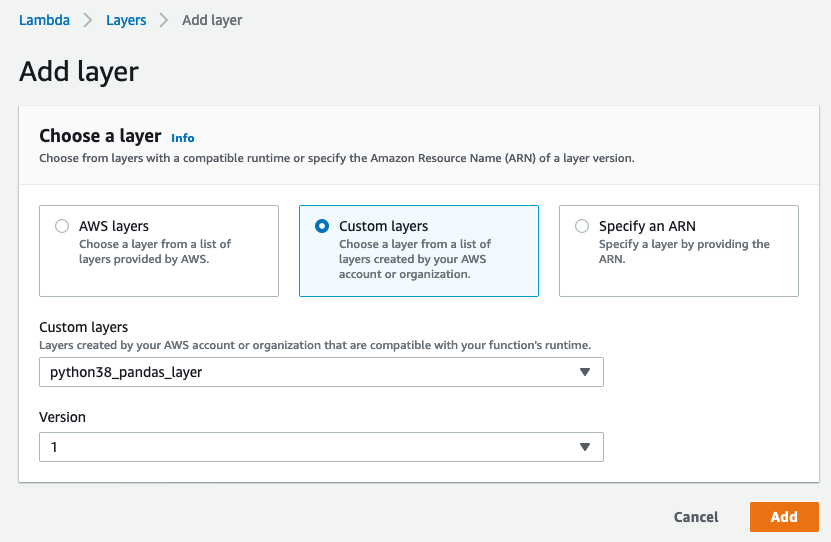 Lambda > Layers > Add layer
Add layer
Choose a layer Info
Choose from layers with a compatible runtime or specify the Amazon Resource Name (ARN) of a layer version.
AWS layers
Choose a layer from a list of
layers provided by AWS.
Custom layers
Choose a layer from a list of
layers created by your AWS
account or organization.
Specify an ARN
Specify a layer by providing the
ARN.
Custom layers
Layers created by your AWS account or organization that are compatible with your function's runtime.
python38_pandas_layer
Version
1
Cancel Add